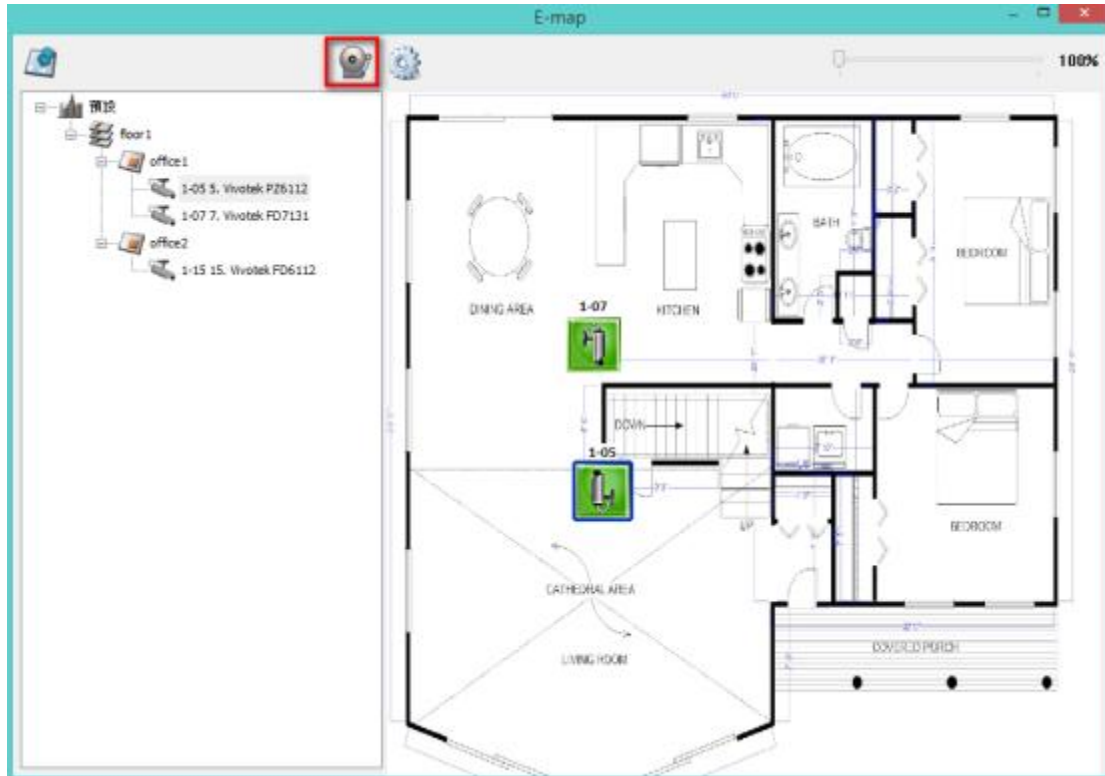 E-map
100%
預設
floor1
office1
1-05 5. Vivotek PZ6112
1-07 7. Vivotek FD7131
office2
1-15 15. Vivotek FD6112
BATH
BEDROOM
DINING AREA
1-07
KITCHEN
DOWN
1-05
UP
BEDROOM
CATHEDRAL AREA
LIVING ROOM
COVERED PORCH